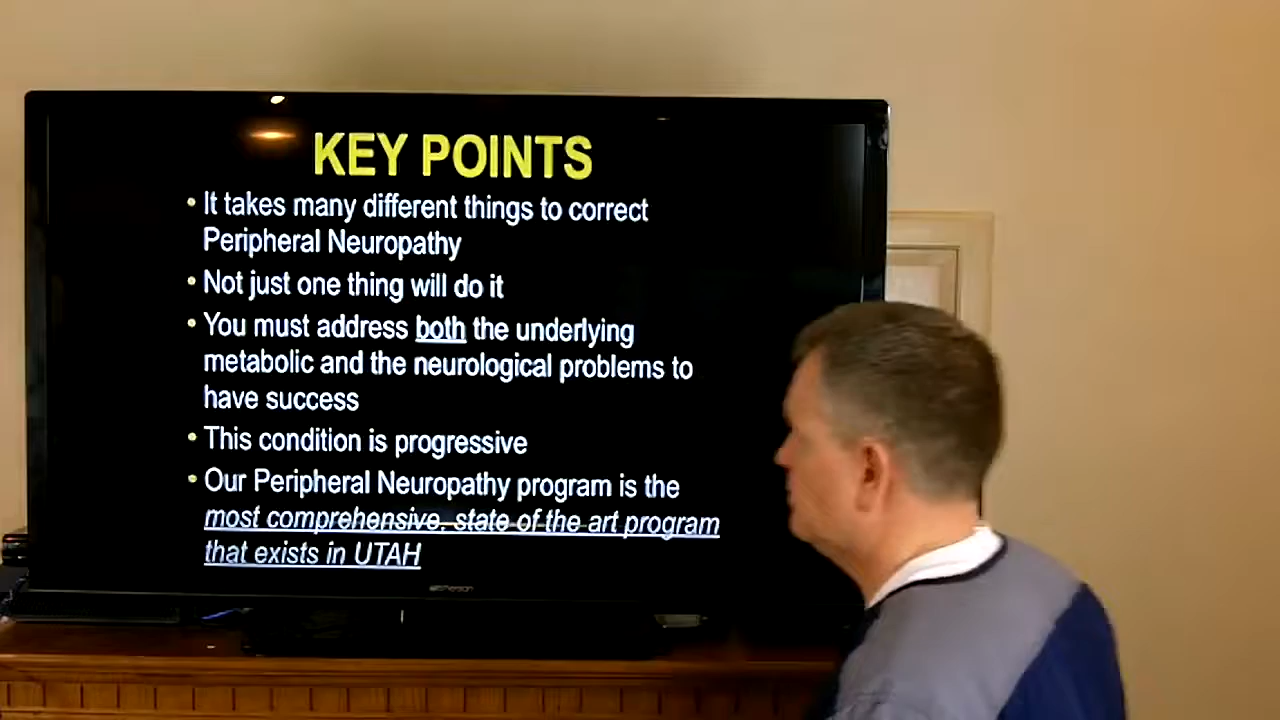 KEY POINTS
• It takes many different things to correct
Peripheral Neuropathy
• Not just one thing will do it
• You must address both the underlying
metabolic and the neurological problems to
have success
• This condition is progressive
• Our Peripheral Neuropathy program is the
most comprehensive, state of the art program
that exists in UTAH